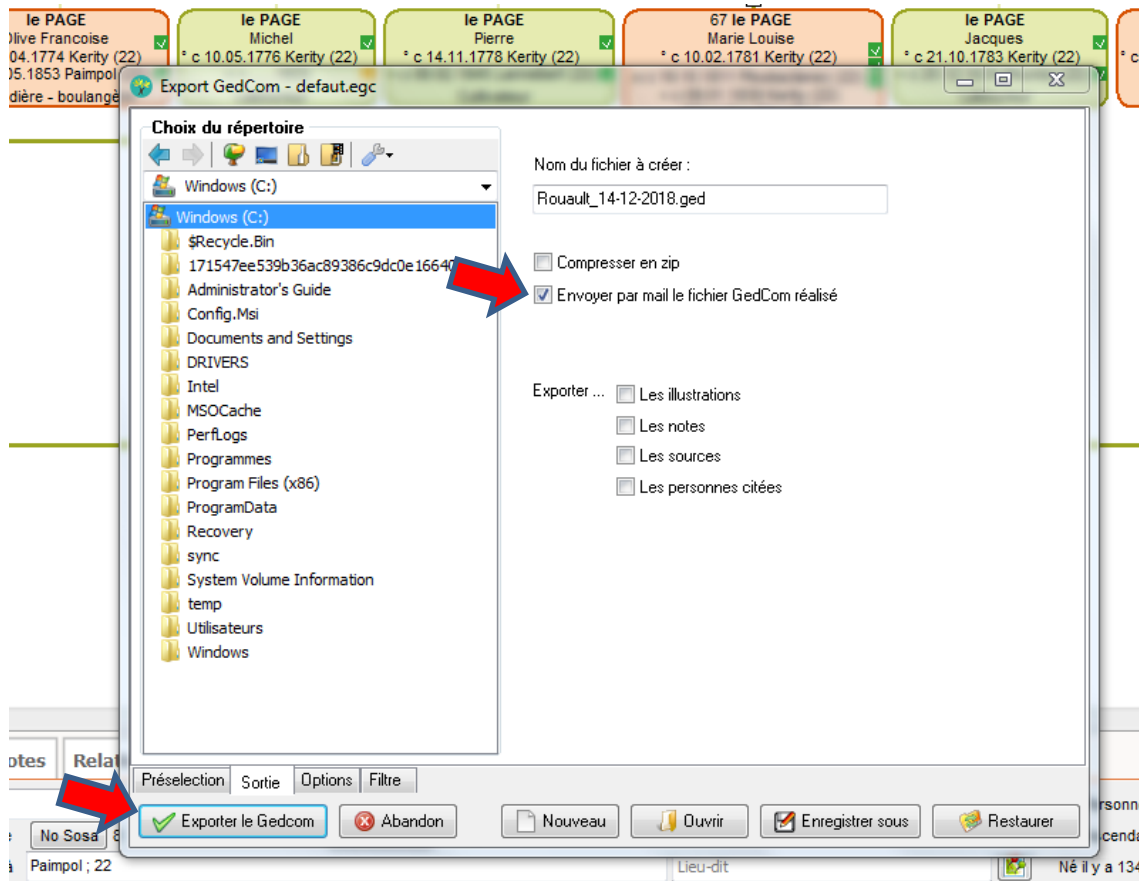 le PAGE
Olive Francoise
04.1774 Kerity (22)
05.1853 Paimpol
dière - boulangè
le PAGE
Michel
° c 10.05.1776 Kerity (22)
le PAGE
Pierre
° c 14.11.1778 Kerity (22)
67 le PAGE
Marie Louise
° c 10.02.1781 Kerity (22)
le PAGE
Jacques
° c 21.10.1783 Kerity (22)
° c
Export GedCom - defaut.egc
Choix du répertoire
Windows (C:)
Windows (C:)
$Recycle.Bin
171547ee539b36ac89386c9dc0e16640
Administrator's Guide
Config.Msi
Documents and Settings
DRIVERS
Intel
MSOCache
PerfLogs
Programmes
Program Files (x86)
ProgramData
Recovery
sync
System Volume Information
temp
Utilisateurs
Windows
Nom du fichier à créer :
Rouault_14-12-2018.ged
Compresser en zip
Envoyer par mail le fichier GedCom réalisé
Exporter ...
Les illustrations
Les notes
Les sources
Les personnes citées
Préselection
Sortie
Options
Filtre
Exporter le Gedcom
Abandon
Nouveau
Ouvrir
Enregistrer sous
Restaurer
otes
Relat
No Sosa
8
Paimpol ; 22
Lieu-dit
rsonn
cenda
Né il y a 134